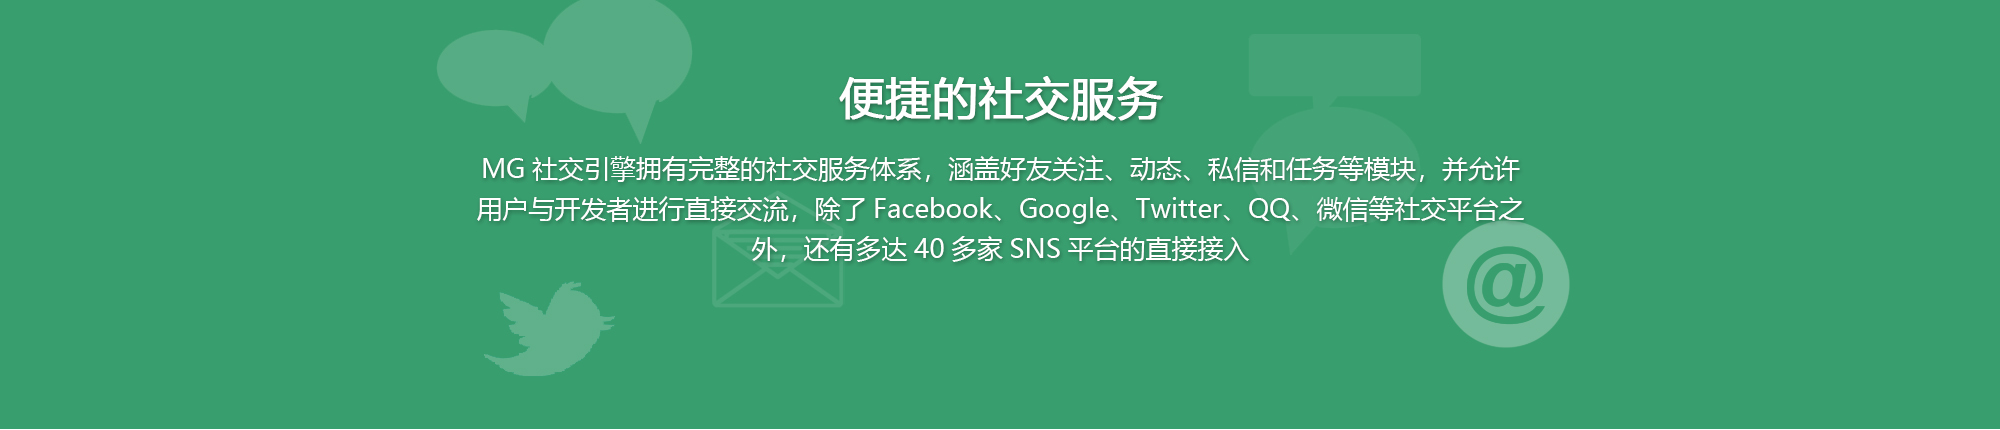 便捷的社交服务
MG 社交引擎拥有完整的社交服务体系，涵盖好友关注、动态、私信和任务等模块，并允许
用户与开发者进行直接交流，除了 Facebook、Google、Twitter、QQ、微信等社交平台之
外，还有多达 40 多家 SNS 平台的直接接入
@